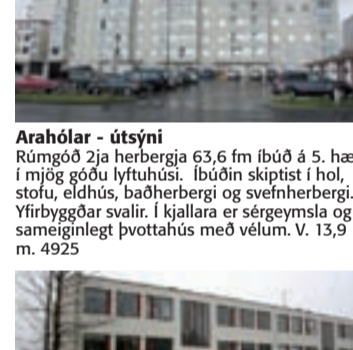 Arahólar - útsýni
Rúmgóð 2ja herbergja 63,6 fm íbúð á 5. hæ
í mjög góðu lyftuhúsi. Íbúðin skiptist í hol,
stofu, eldhús, baðherbergi og svefnherbergi.
Yfirbyggðar svalir. Í kjallara er sérgeymsla og
sameiginlegt þvottahús með vélum. V. 13,9
m. 4925